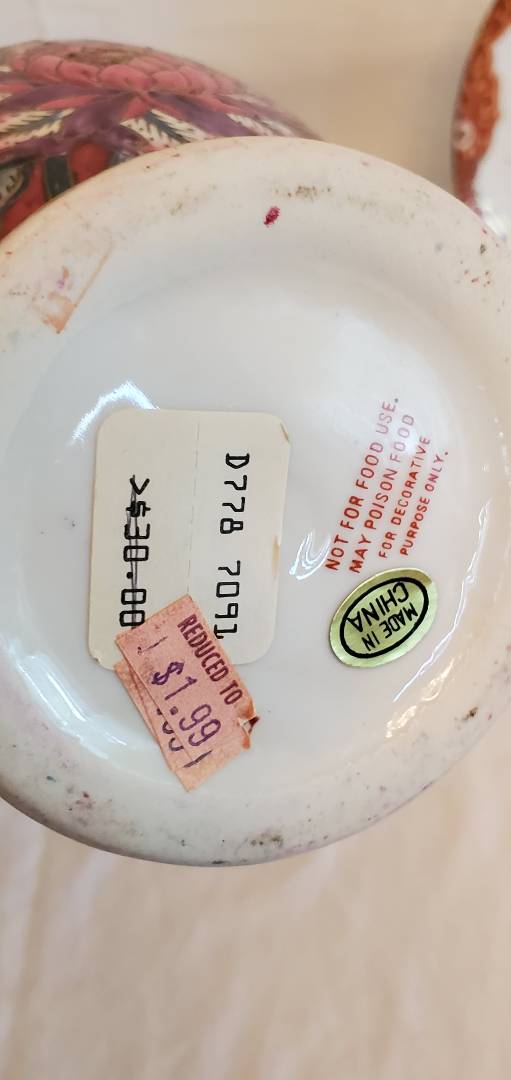 NOT FOR FOOD USE.
MAY POISON FOOD
FOR DECORATIVE
PURPOSE ONLY.
MADE IN
CHINA
D778 7091
$30.00
REDUCED TO
$1.99